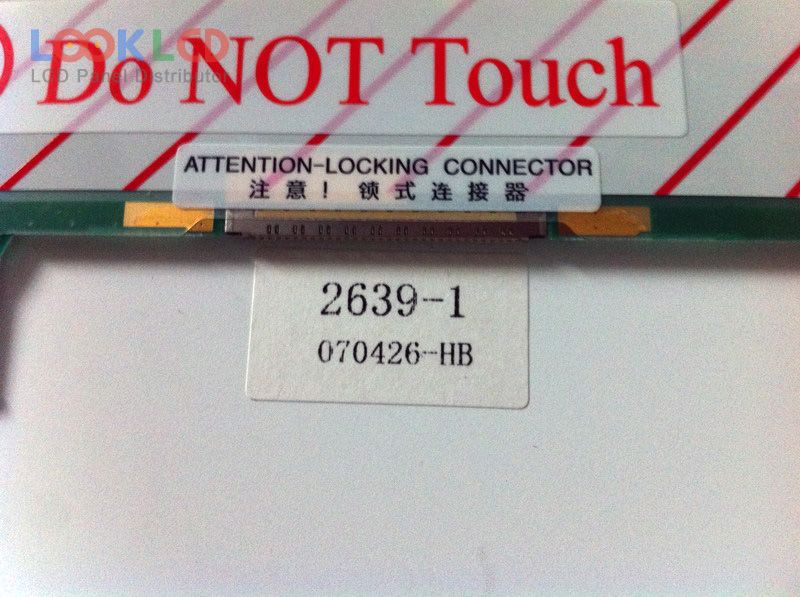 LOOKLCD
LCD Panel Distributor
Do NOT Touch
ATTENTION-LOCKING CONNECTOR
注意! 锁式连接器
2639-1
070426-HB